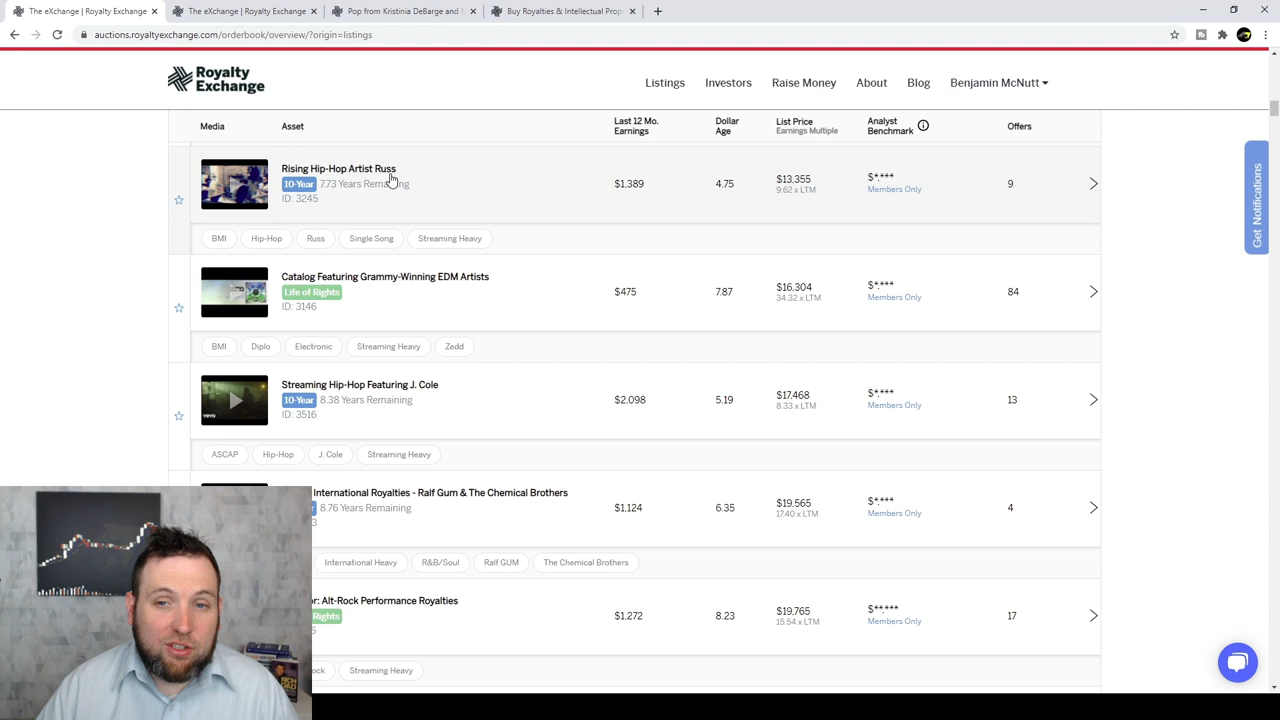 The eXchange | Royalty Exchange
The eXchange | Royalty Exchange
Pop from Kristinia DeBarge and
Buy Royalties & Intellectual Prop
auctions.royaltyexchange.com/orderbook/overview/?origin=listings
Royalty
Exchange
Listings
Investors
Raise Money
About
Blog
Benjamin McNutt
Media
Asset
Last 12 Mo.
Earnings
Dollar
Age
List Price
Earnings Multiple
Analyst
Benchmark
Offers
Rising Hip-Hop Artist Russ
10-Year 7.73 Years Remaining
ID: 3245
$1,389
4.75
$13,355
9.62 x LTM
$*,***
Members Only
9
BMI
Hip-Hop
Russ
Single Song
Streaming Heavy
Catalog Featuring Grammy-Winning EDM Artists
Life of Rights
ID: 3146
$475
7.87
$16,304
34.32 x LTM
$*,***
Members Only
84
BMI
Diplo
Electronic
Streaming Heavy
Zedd
Streaming Hip-Hop Featuring J. Cole
10-Year 8.38 Years Remaining
ID: 3516
$2,098
5.19
$17,468
8.33 x LTM
$*,***
Members Only
13
vevo
ASCAP
Hip-Hop
J. Cole
Streaming Heavy
International Royalties - Ralf Gum & The Chemical Brothers
8.76 Years Remaining
3
$1,124
6.35
$19,565
17.40 x LTM
$*,***
Members Only
4
International Heavy
R&B/Soul
Ralf GUM
The Chemical Brothers
or: Alt-Rock Performance Royalties
Rights
$1,272
8.23
$19,765
15.54 x LTM
$**,***
Members Only
17
ock
Streaming Heavy
Get Notifications
RICH
DAD